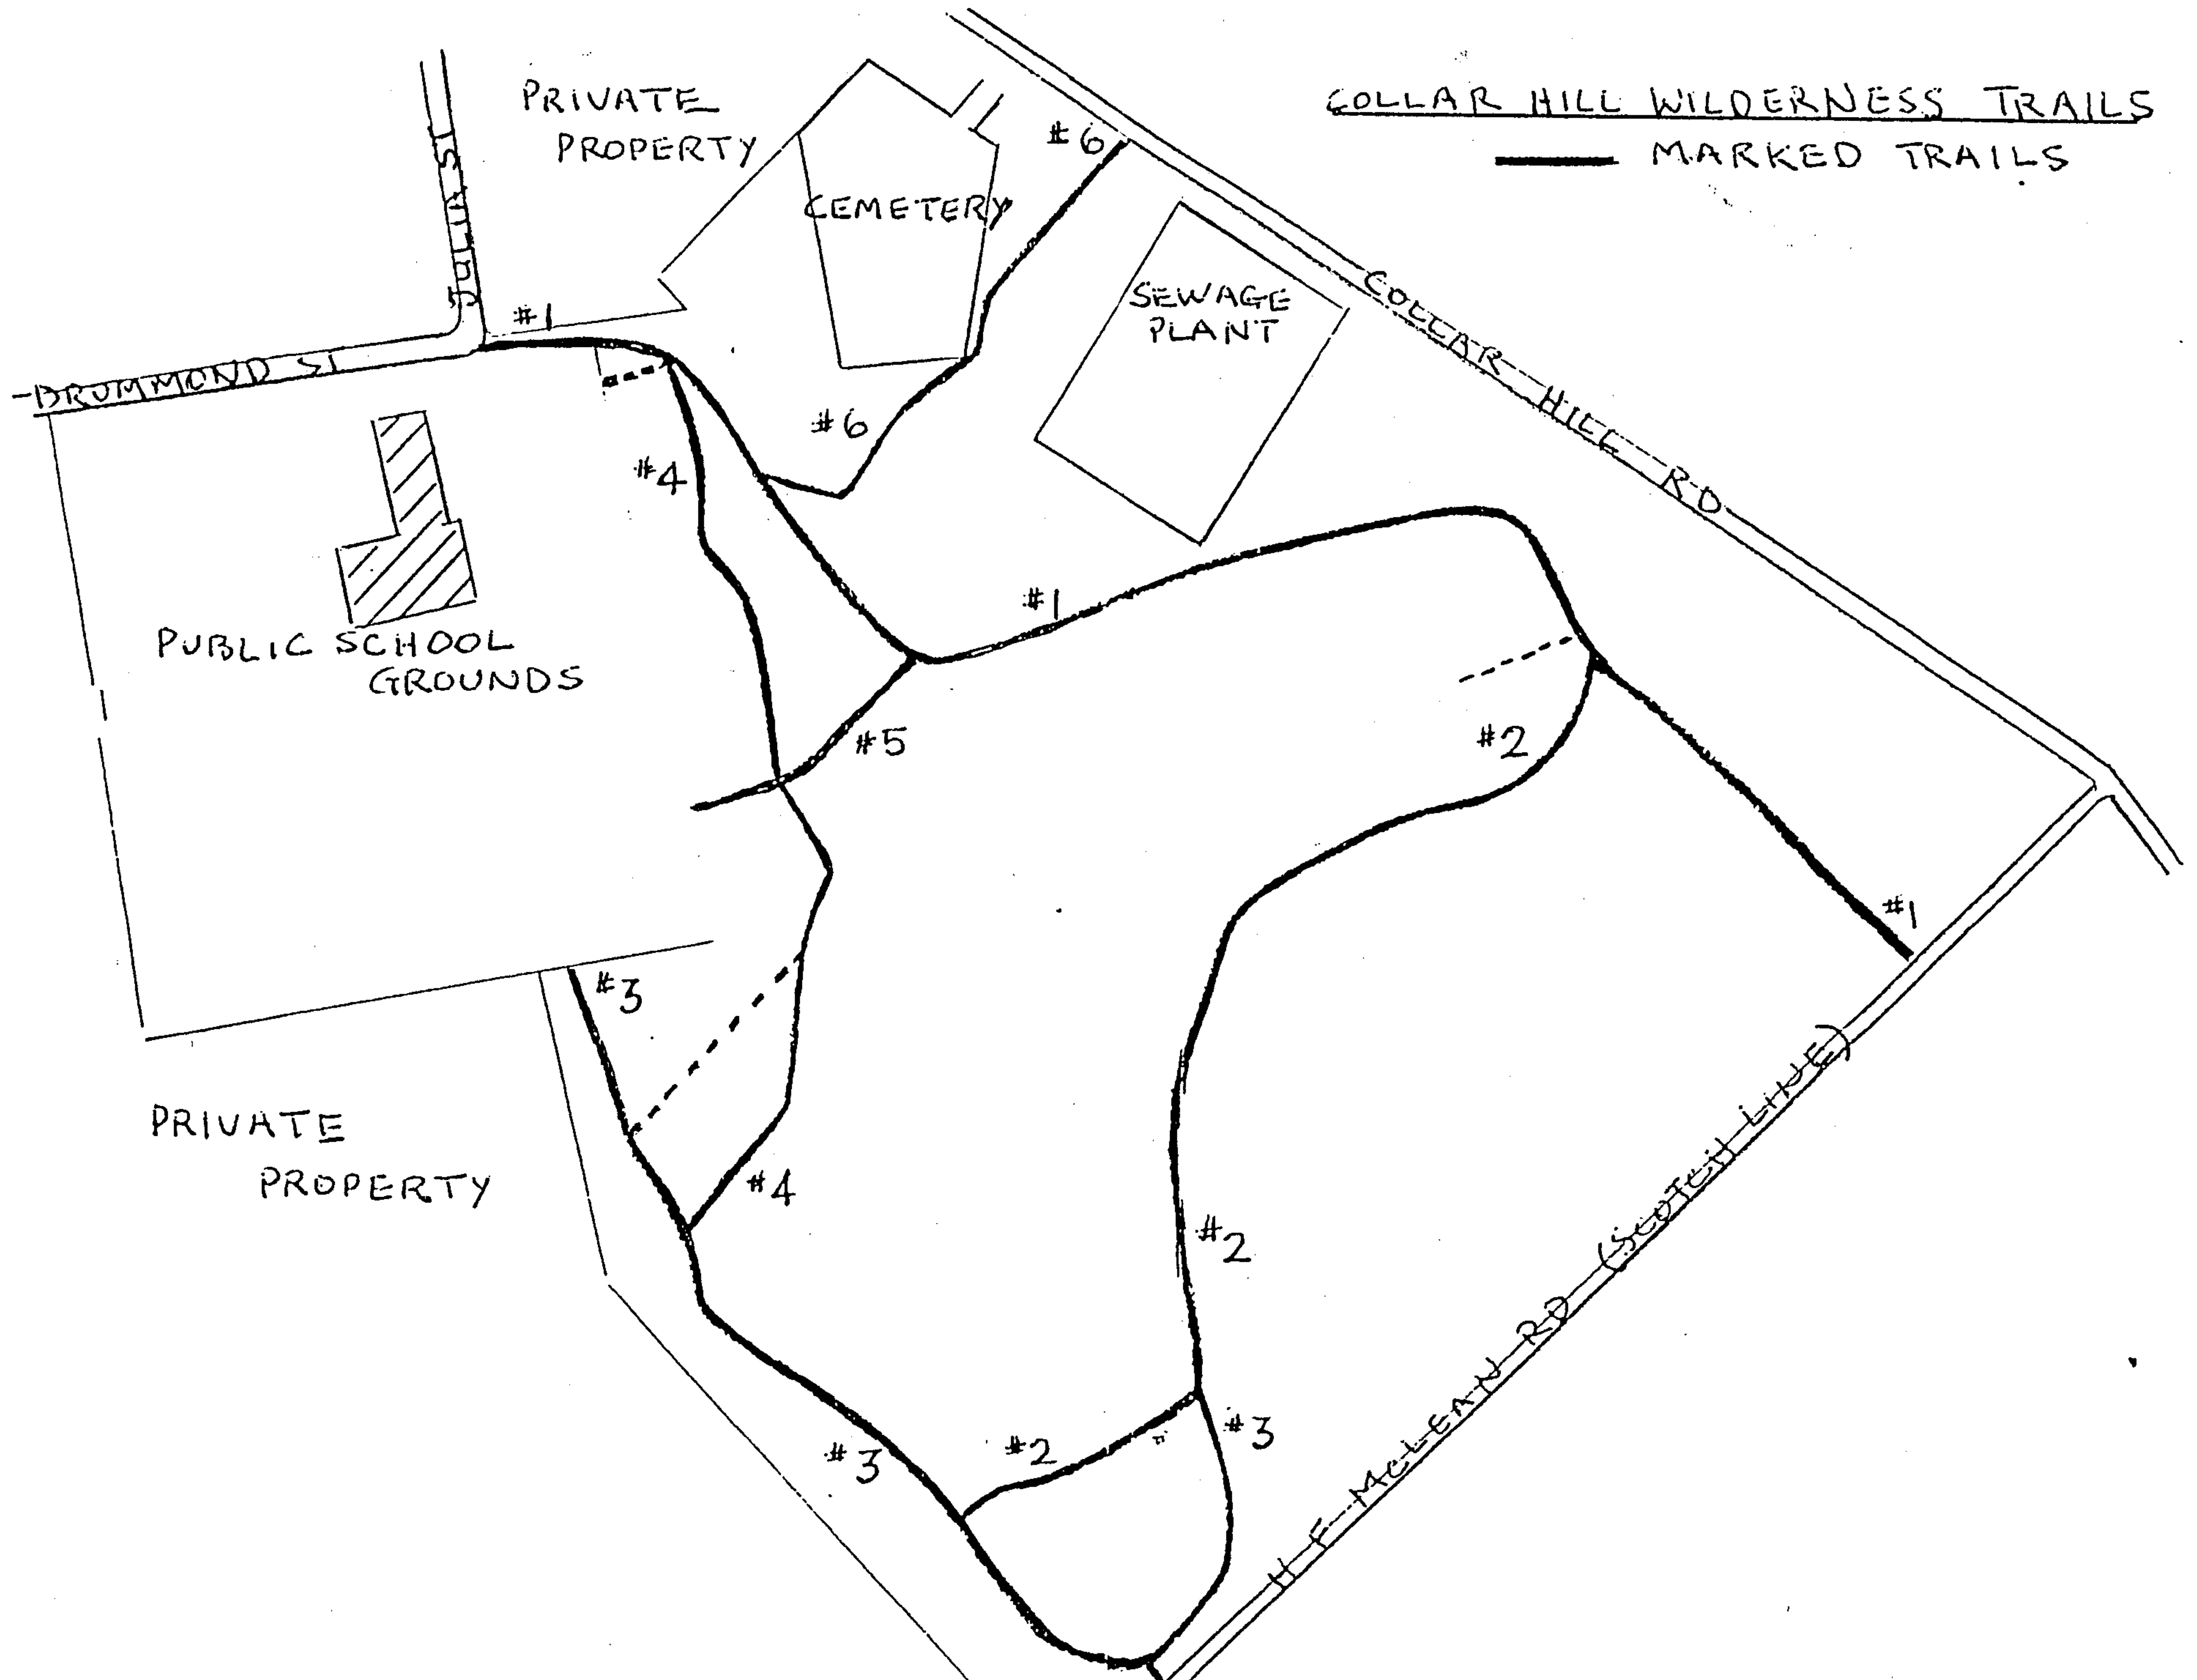 COLLAR HILL WILDERNESS TRAILS
MARKED TRAILS
PRIVATE
PROPERTY
CEMETERY
#6
SEWAGE
PLANT
JULIUS ST
#1
DRUMMOND ST
COLLAR HILL RD
#6
#4
#1
PUBLIC SCHOOL
GROUNDS
#5
#2
#1
#3
PRIVATE
PROPERTY
#4
#2
#3
#2
#3
H F MCLEAN RD (SCOTCH LINE)